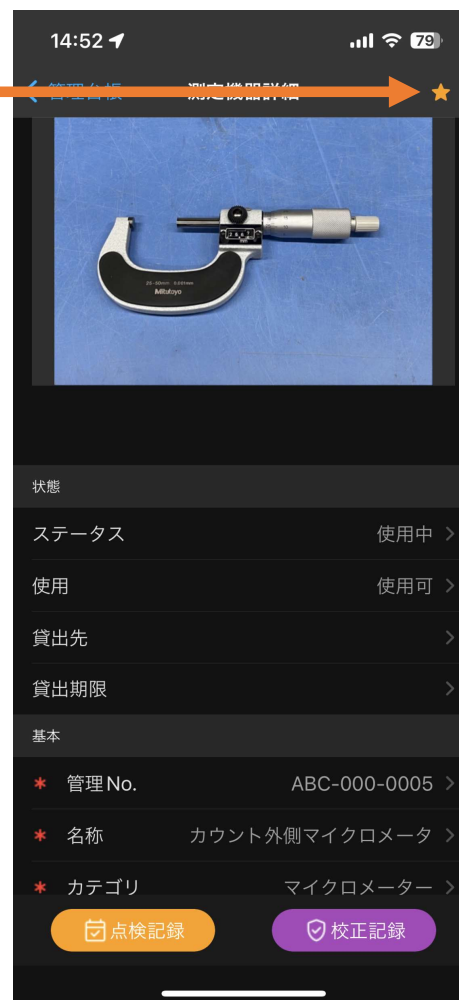 14:52
79
管理台帳 測定機器詳細
25-50mm 0.001mm
Mitutoyo
状態
ステータス 使用中
使用 使用可
貸出先
貸出期限
基本
* 管理No. ABC-000-0005
* 名称 カウント外側マイクロメータ
* カテゴリ マイクロメーター
点検記録 校正記録